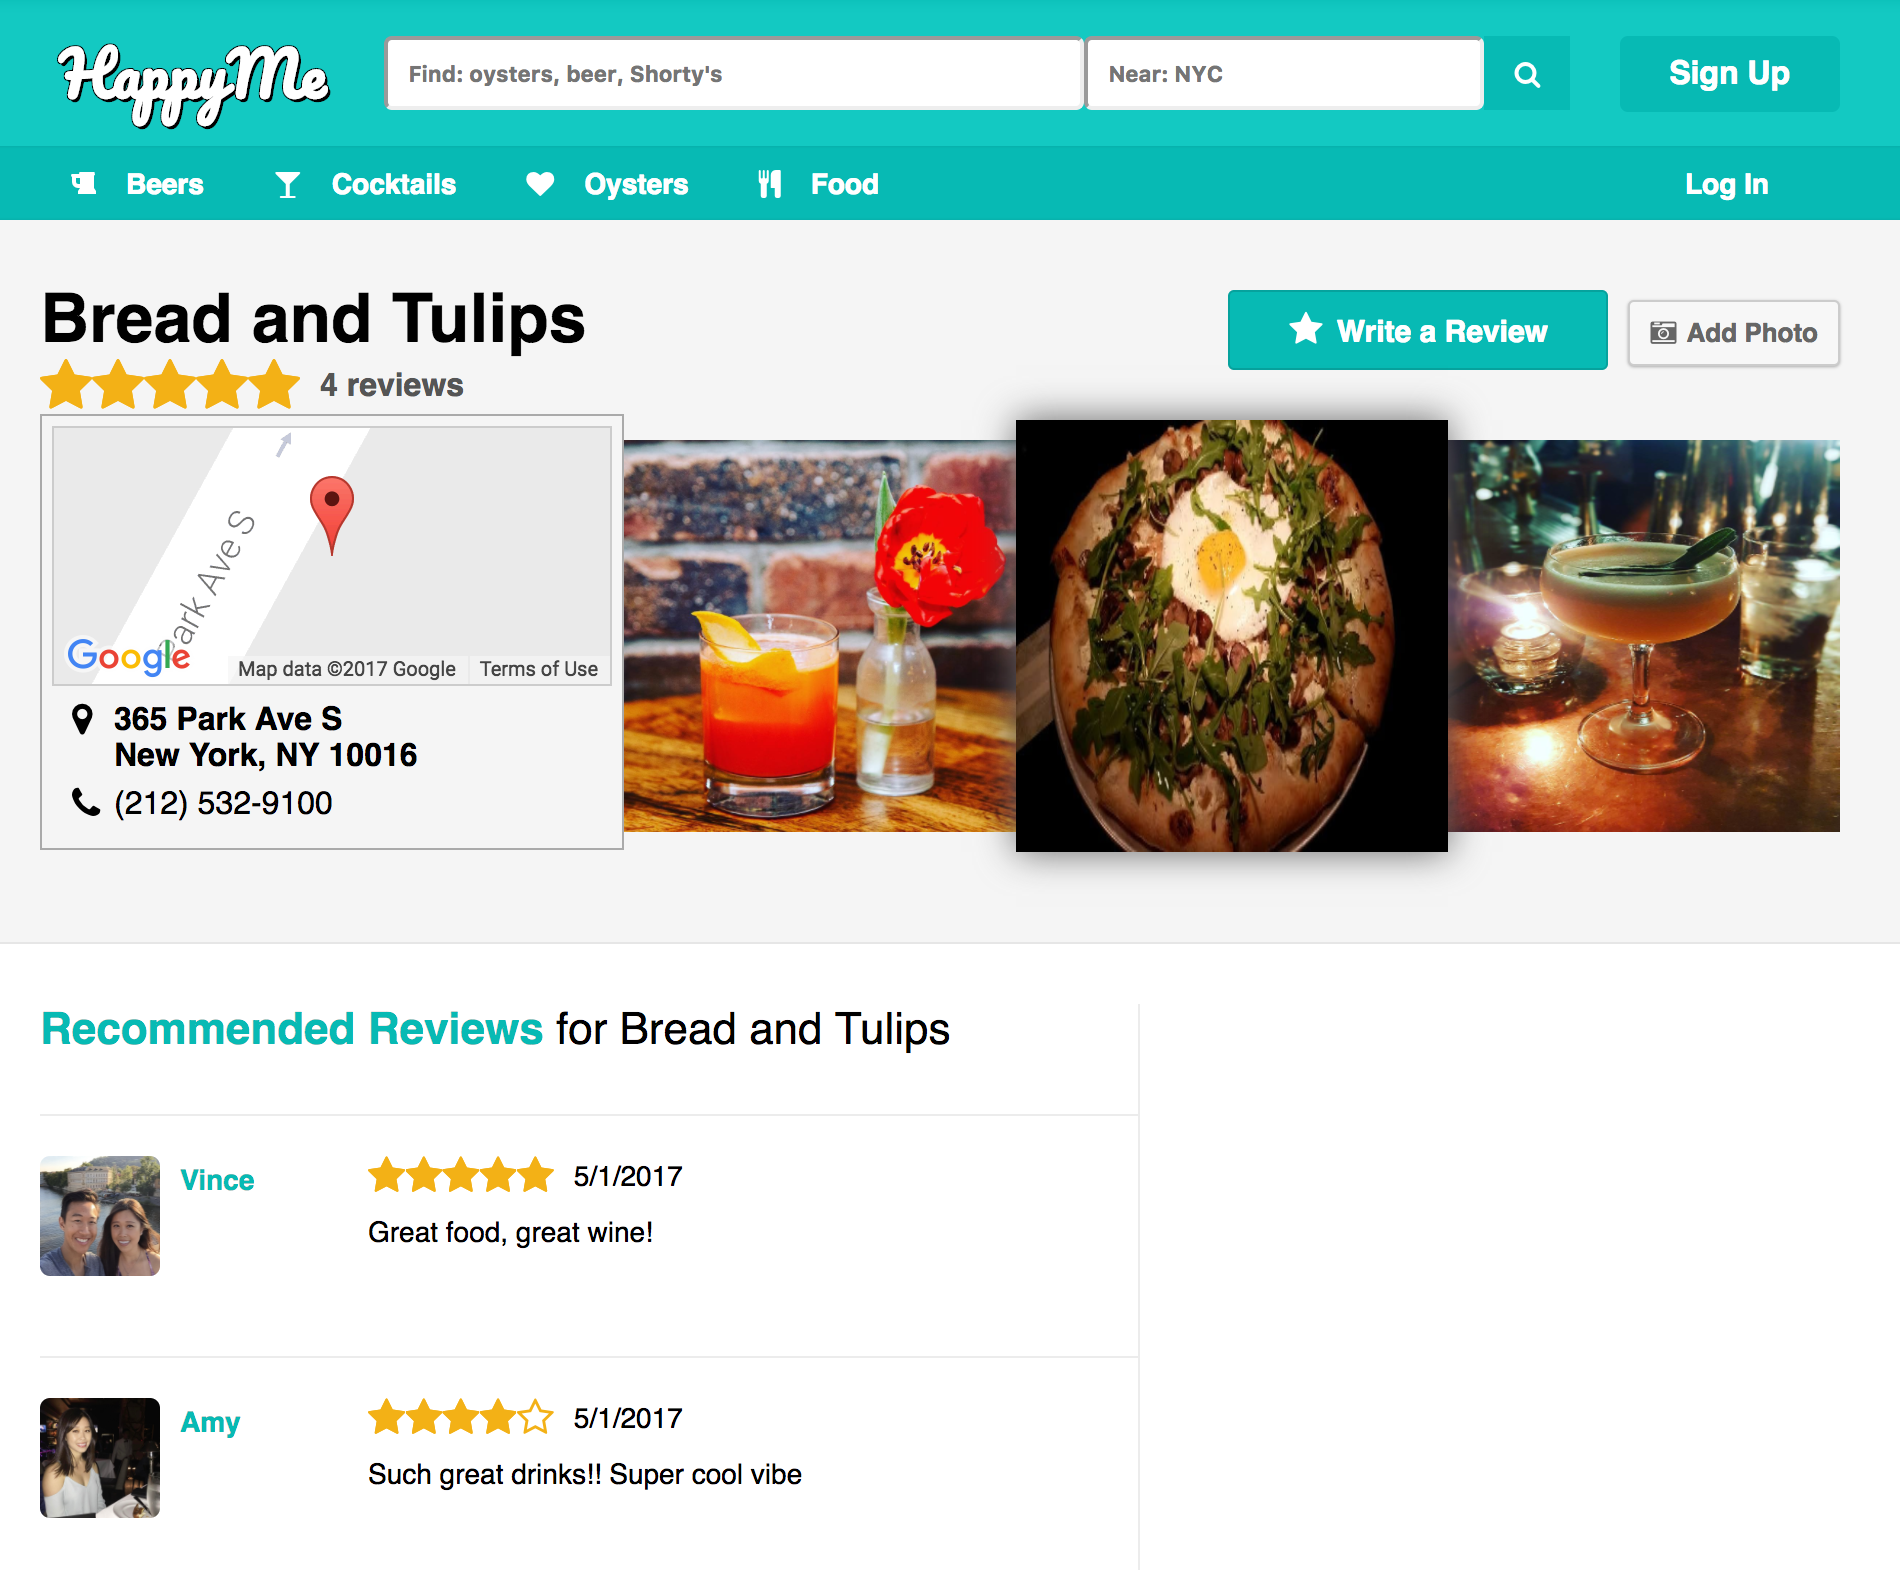 HappyMe
Find: oysters, beer, Shorty's
Near: NYC
Sign Up
Beers
Cocktails
Oysters
Food
Log In
Bread and Tulips
Write a Review
Add Photo
4 reviews
Park Ave S
Google
Map data ©2017 Google
Terms of Use
365 Park Ave S
New York, NY 10016
(212) 532-9100
Recommended Reviews for Bread and Tulips
Vince
5/1/2017
Great food, great wine!
Amy
5/1/2017
Such great drinks!! Super cool vibe